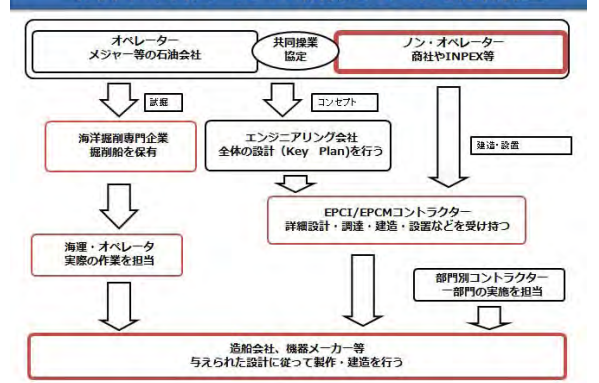 オペレーター
メジャー等の石油会社
共同操業
協定
ノン・オペレーター
商社やINPEX等
試掘
コンセプト
建造・設置
海洋掘削専門企業
掘削船を保有
エンジニアリング会社
全体の設計（Key Plan)を行う
EPCI/EPCMコントラクター
詳細設計・調達・建造・設置などを受け持つ
海運・オペレータ
実際の作業を担当
部門別コントラクター
一部門の実施を担当
造船会社、機器メーカー等
与えられた設計に従って製作・建造を行う